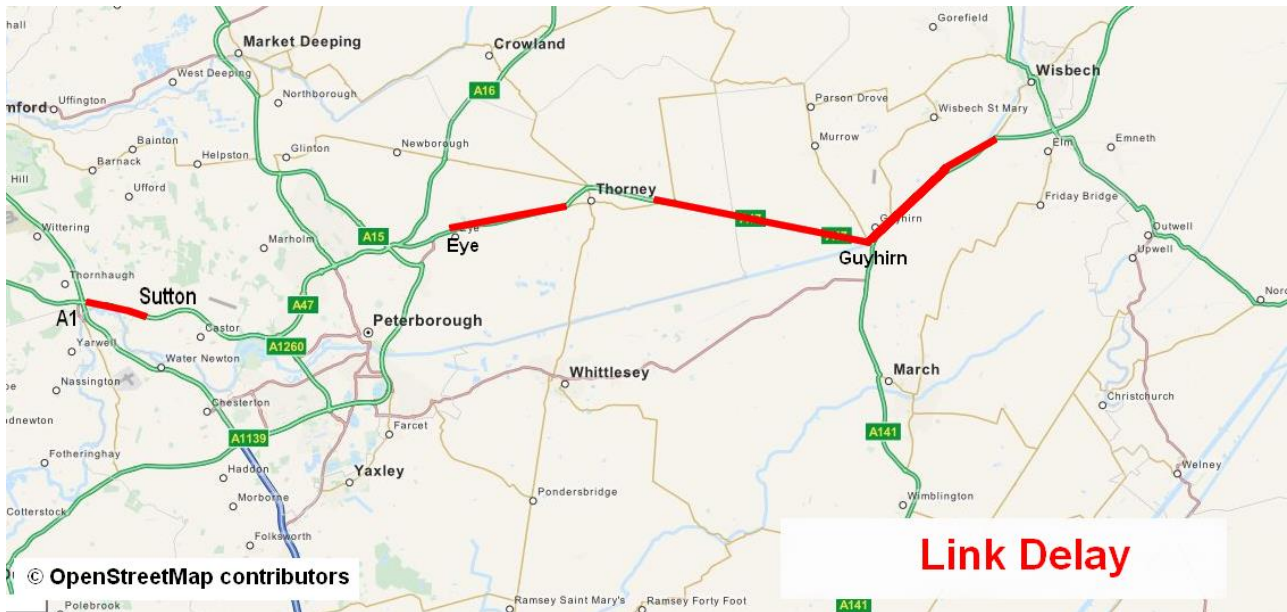 Gorefield
Market Deeping
Crowland
Wisbech
West Deeping
Northborough
A16
Parson Drove
Wisbech St Mary
Uffington
Murrow
Emneth
Bainton
Helpston
Glinton
Newborough
Elm
Barnack
Hill
Ufford
Thorney
Friday Bridge
Wittering
Marholm
A15
Eye
Guyhirn
Outwell
Upwell
Guyhirn
Thornhaugh
Sutton
A47
A1
Castor
Peterborough
A1260
Yarwell
Water Newton
Whittlesey
March
Nassington
Chesterton
Christchurch
Farcet
A141
A1139
Fotheringhay
Haddon
Yaxley
Welney
Morborne
Pondersbridge
Wimblington
Cotterstock
Folksworth
Link Delay
© OpenStreetMap contributors
Polebrook
Ramsey Saint Mary's
Ramsey Forty Foot
A141